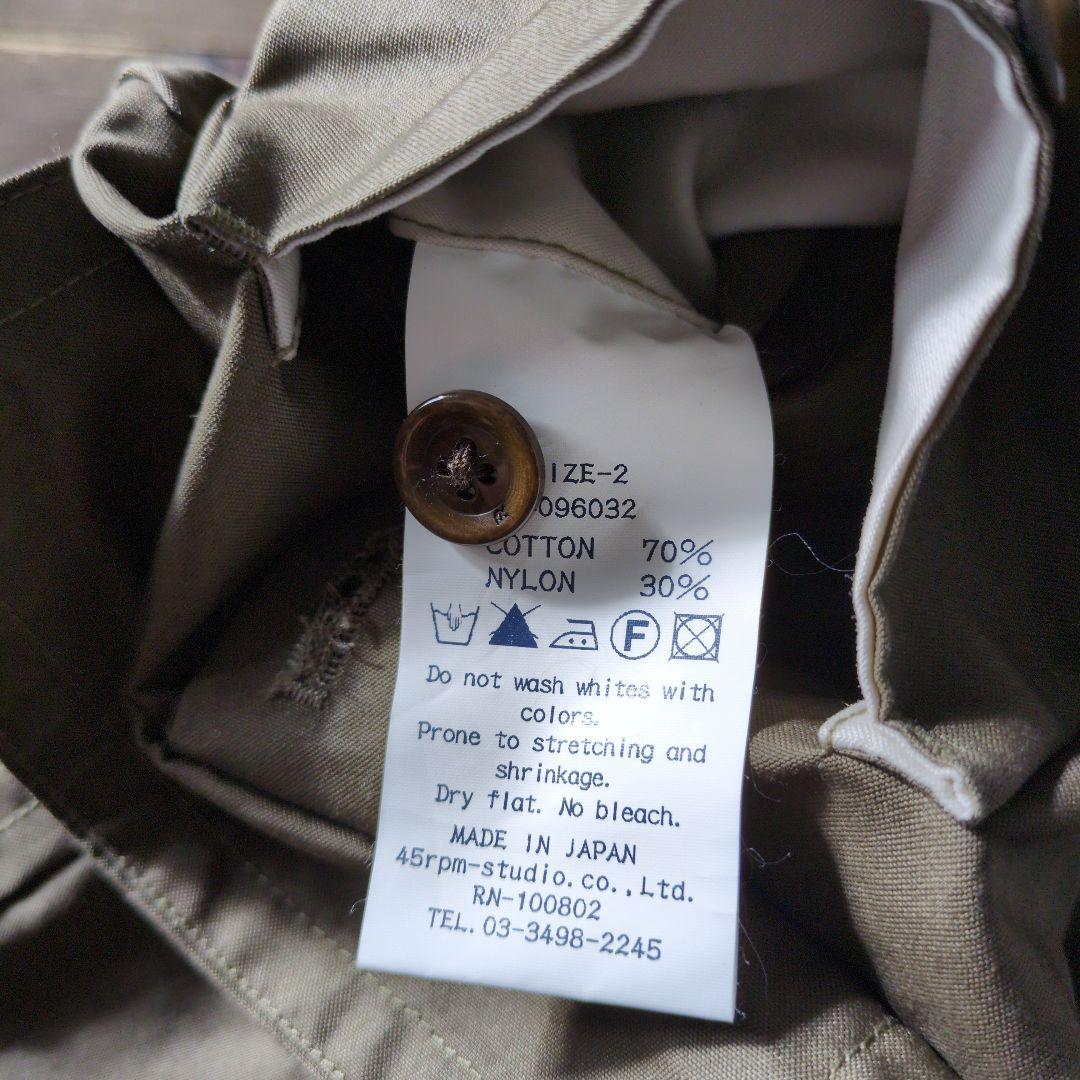 IZE-2
096032
COTTON 70%
NYLON 30%
F
Do not wash whites with
colors.
Prone to stretching and
shrinkage.
Dry flat. No bleach.
MADE IN JAPAN
45rpm-studio.co.,Ltd.
RN-100802
TEL. 03-3498-2245